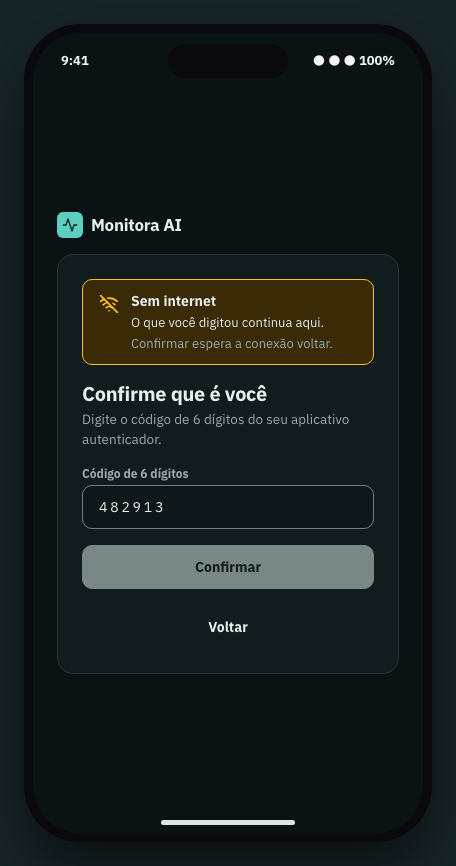 9:41
100%
Monitora AI
Sem internet
O que você digitou continua aqui.
Confirmar espera a conexão voltar.
Confirme que é você
Digite o código de 6 dígitos do seu aplicativo
autenticador.
Código de 6 dígitos
482913
Confirmar
Voltar